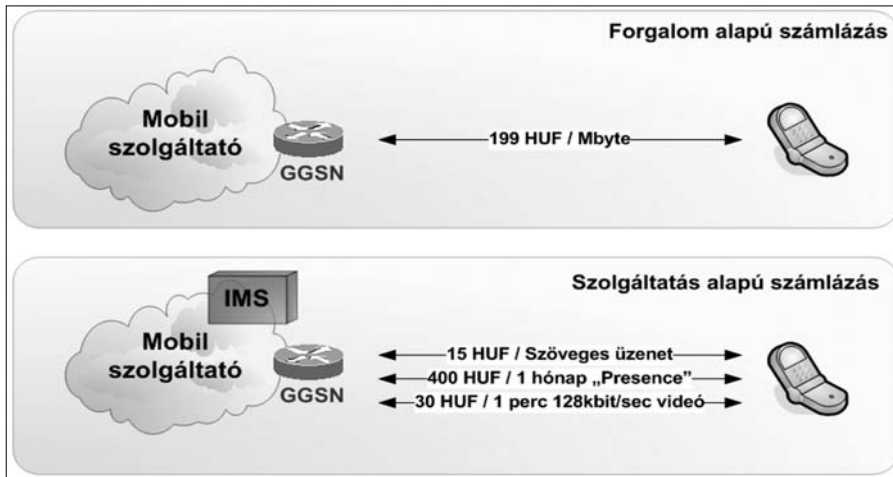 Forgalom alapú számlázás
Mobil
szolgáltató
GGSN
199 HUF / Mbyte
Szolgáltatás alapú számlázás
IMS
Mobil
szolgáltató
GGSN
15 HUF / Szöveges üzenet
400 HUF / 1 hónap „Presence”
30 HUF / 1 perc 128kbit/sec videó